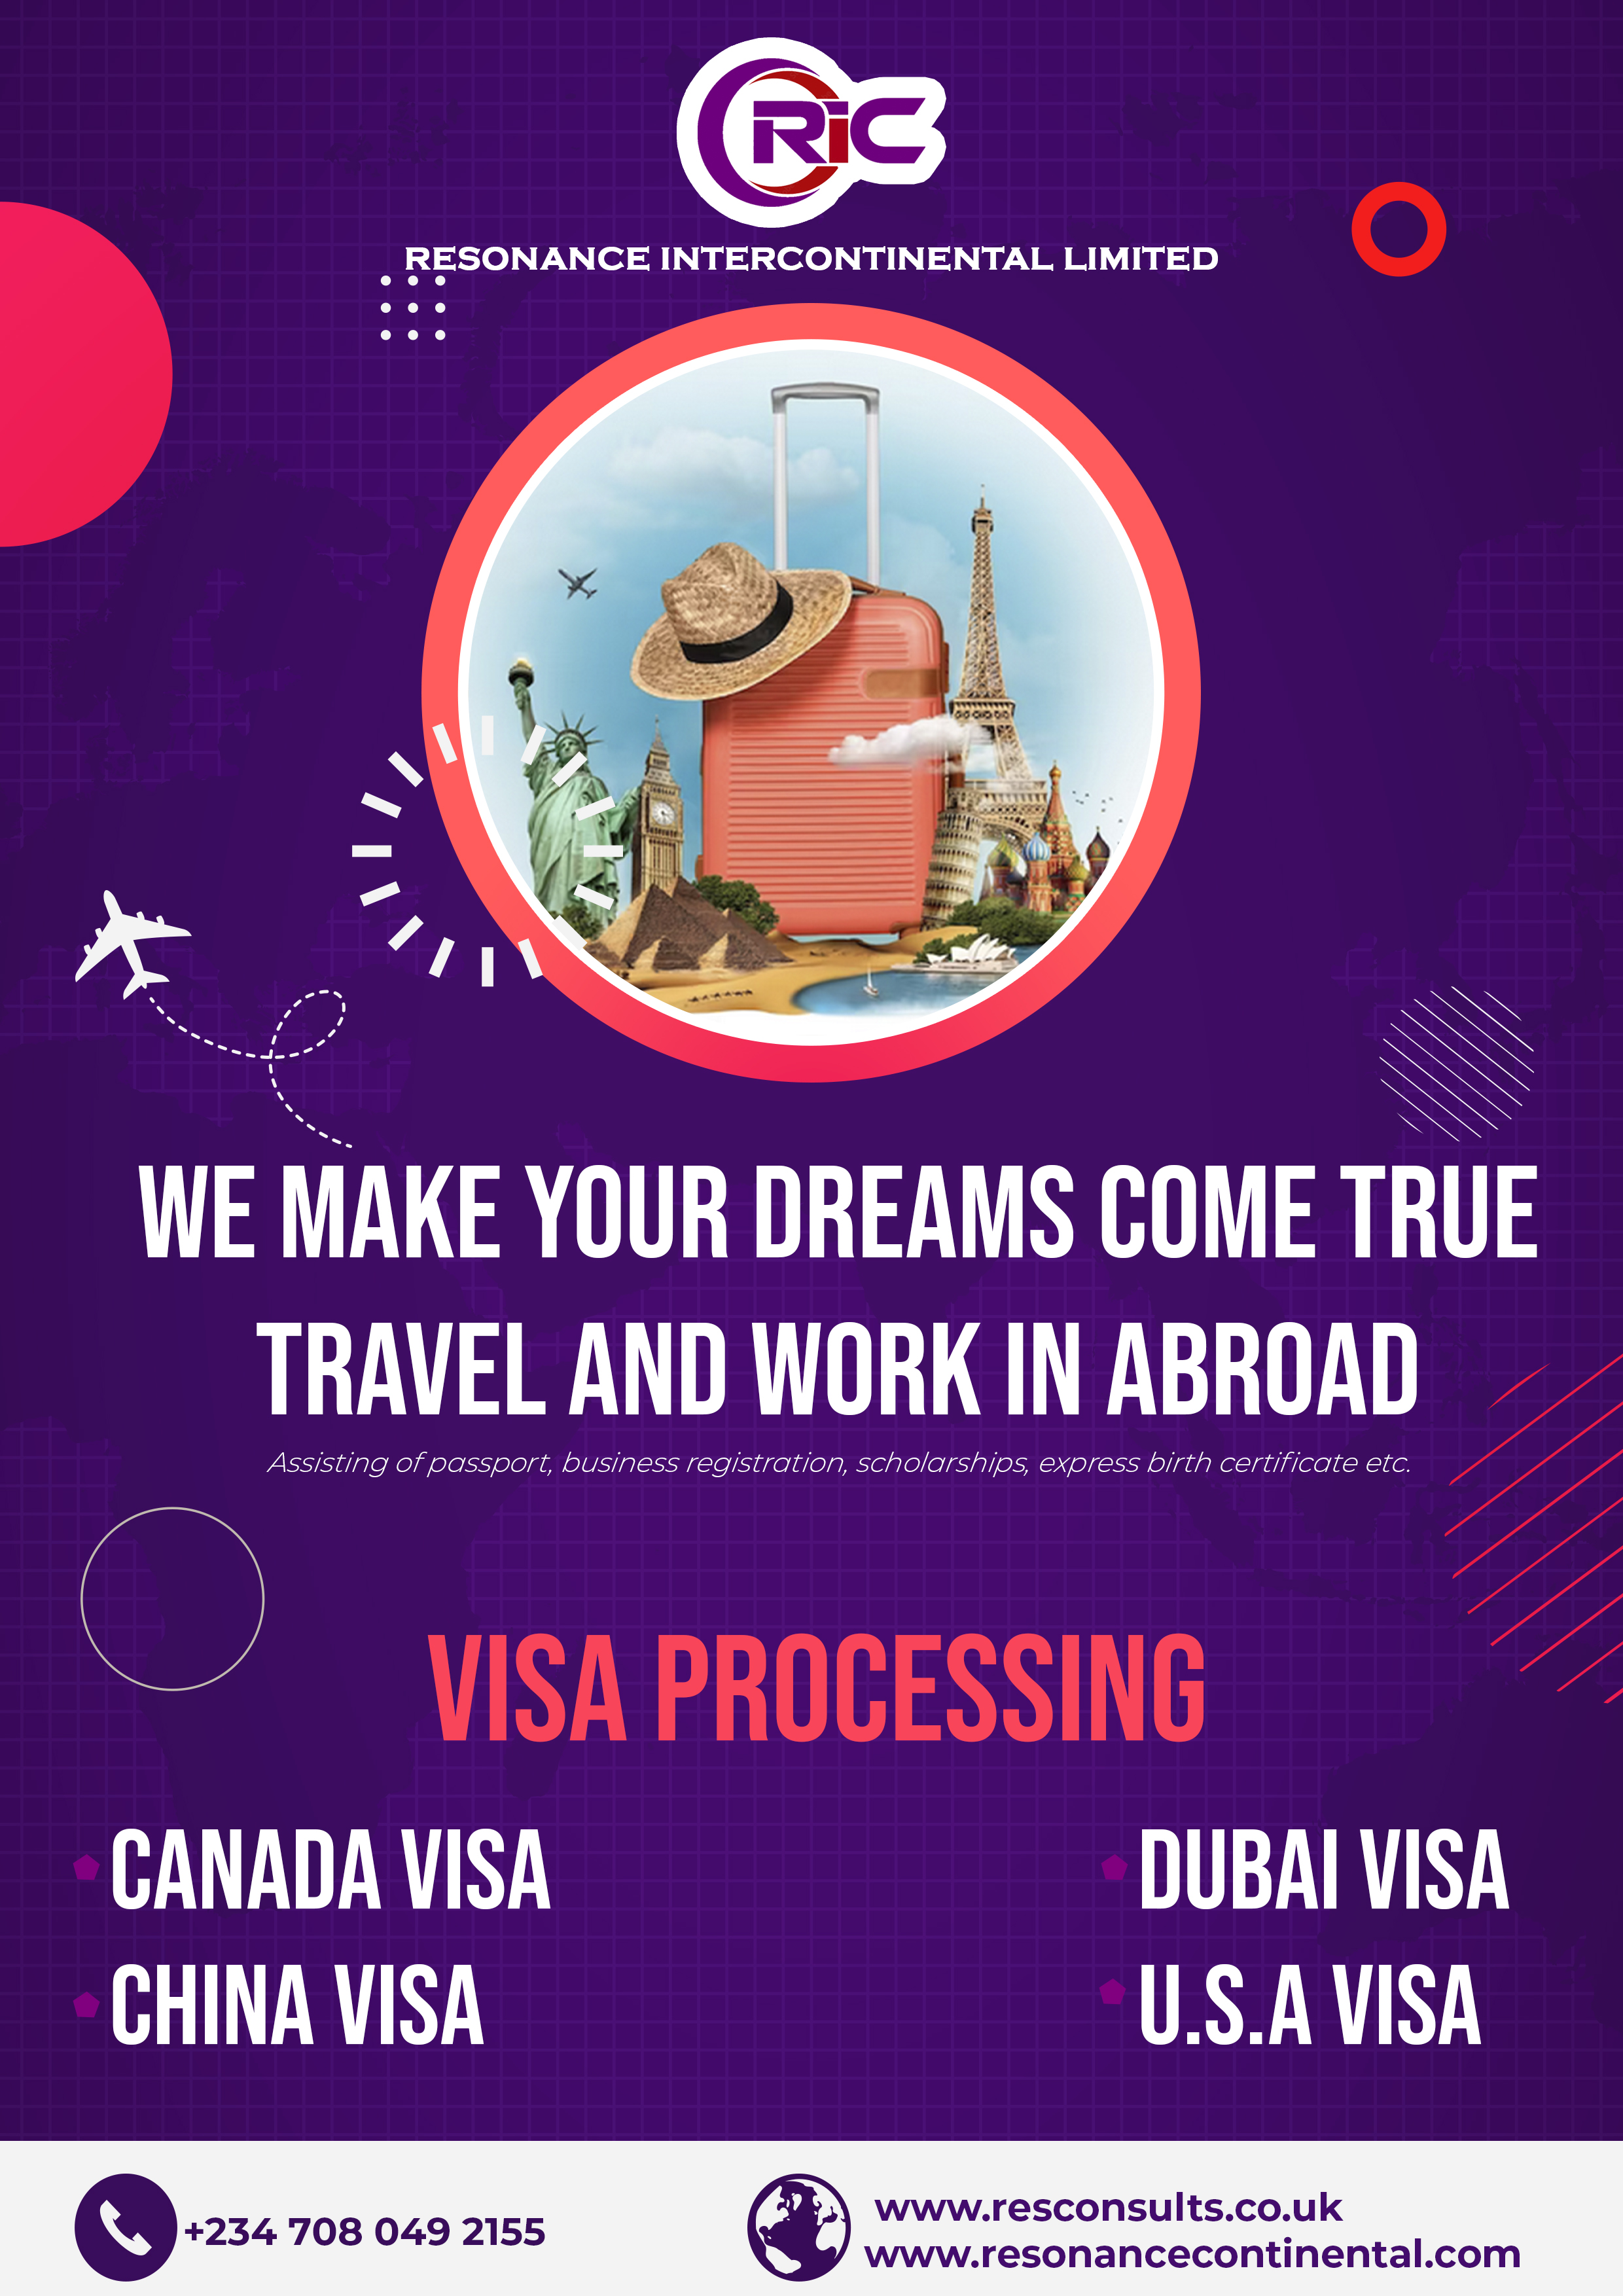 RiC
RESONANCE INTERCONTINENTAL LIMITED
WE MAKE YOUR DREAMS COME TRUE
TRAVEL AND WORK IN ABROAD
Assisting of passport, business registration, scholarships, express birth certificate etc.
VISA PROCESSING
CANADA VISA
DUBAI VISA
CHINA VISA
U.S.A VISA
+234 708 049 2155
www.resconsults.co.uk
www.resonancecontinental.com